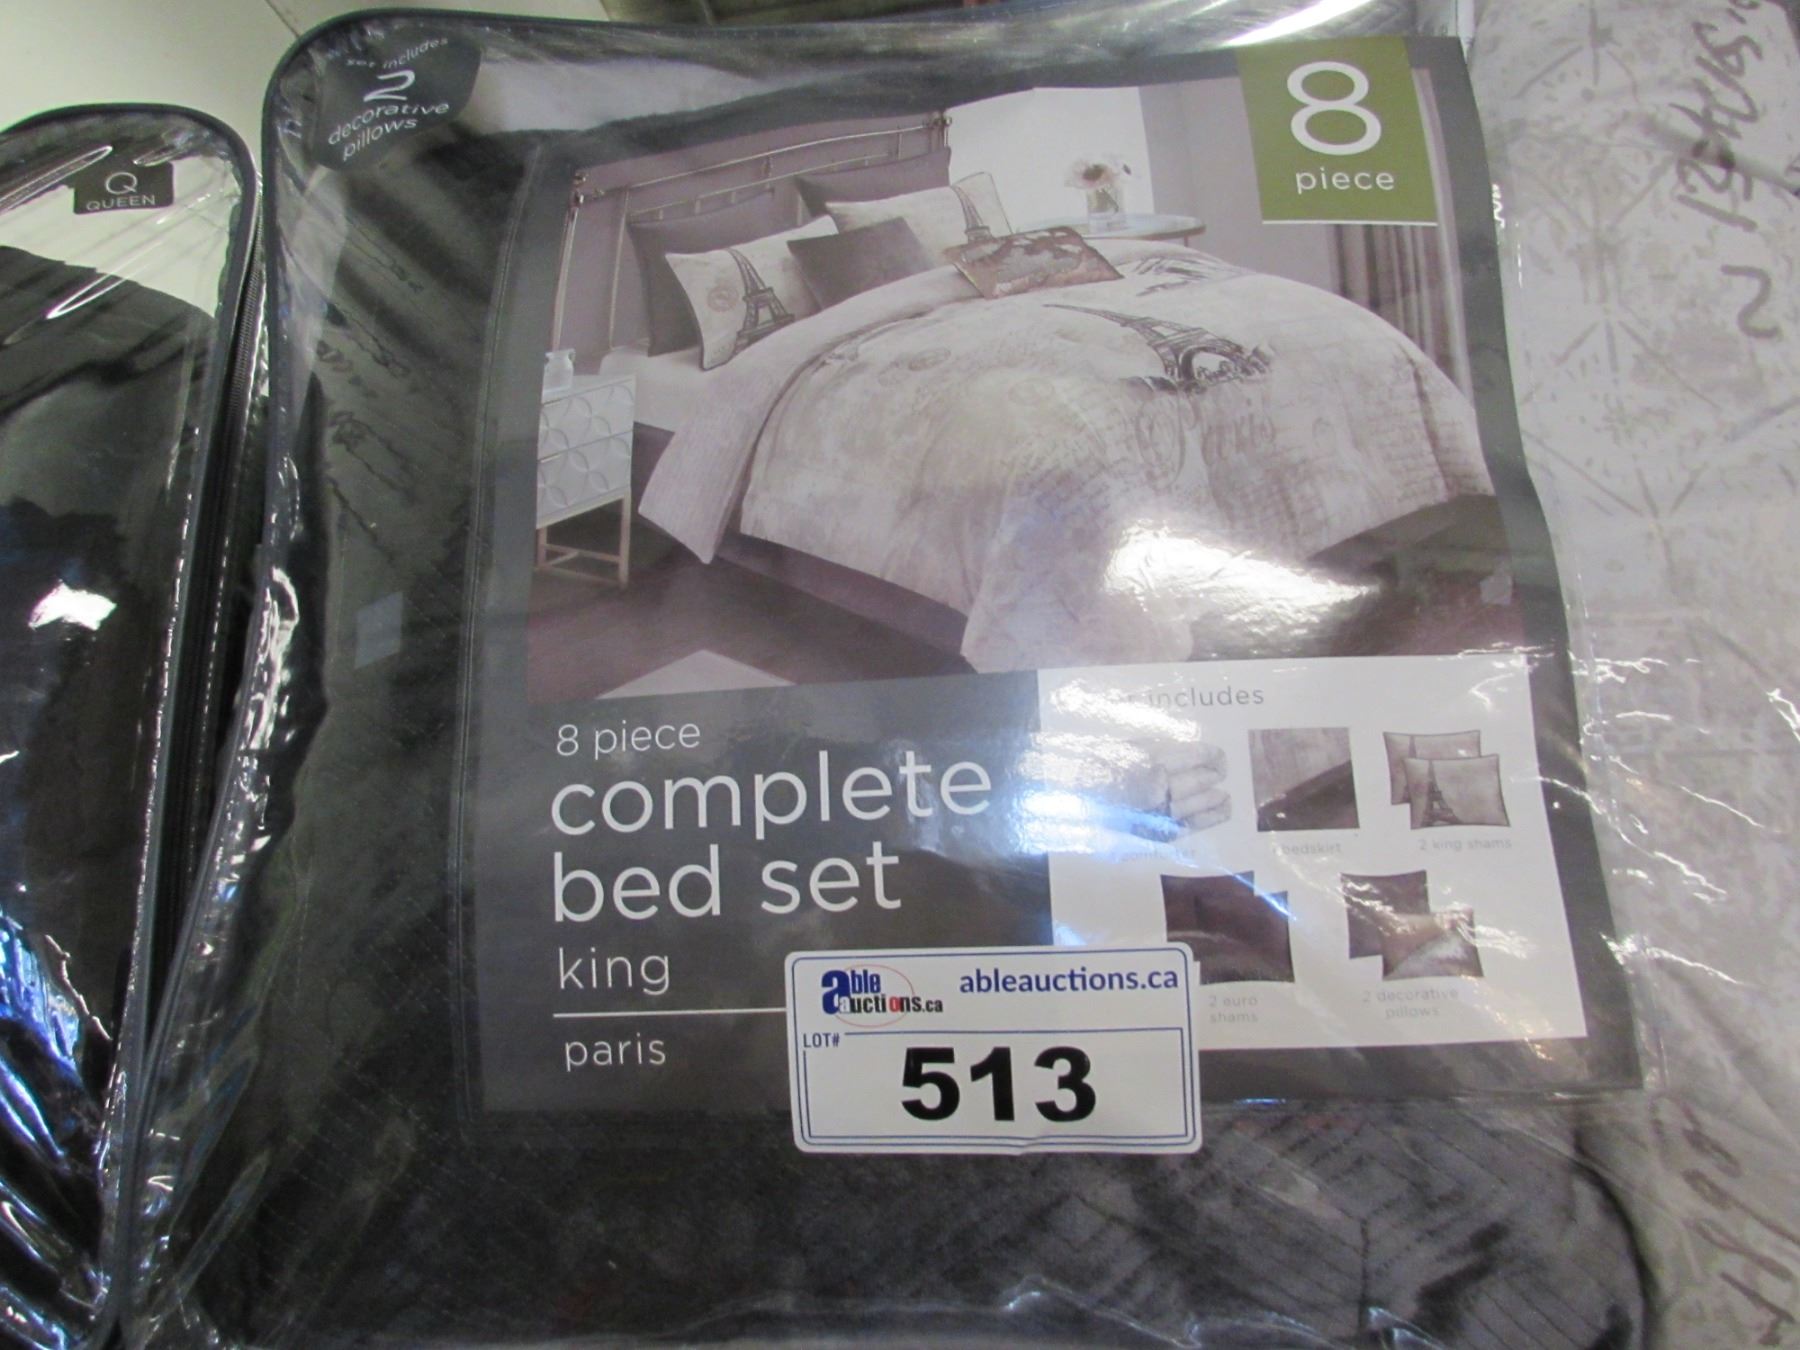 set includes
2
decorative
pillows
Q
QUEEN
8
piece
8 piece
complete
bed set
king
paris
includes
comforter
bedskirt
2 king shams
2 euro
shams
2 decorative
pillows
able
auctions.ca
ableauctions.ca
LOT#
513